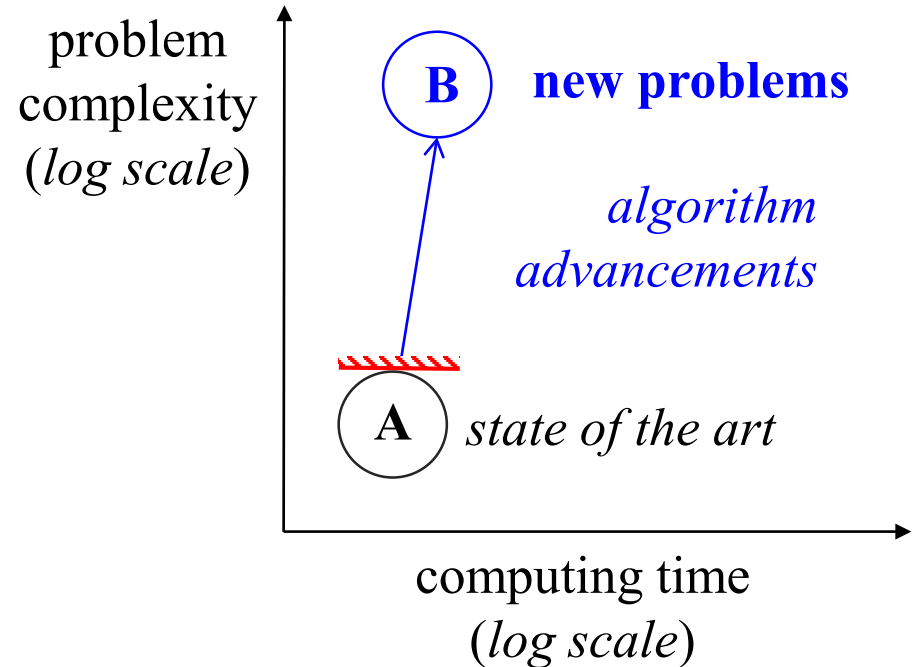 problem
complexity
(log scale)
B
new problems
algorithm
advancements
A
state of the art
computing time
(log scale)